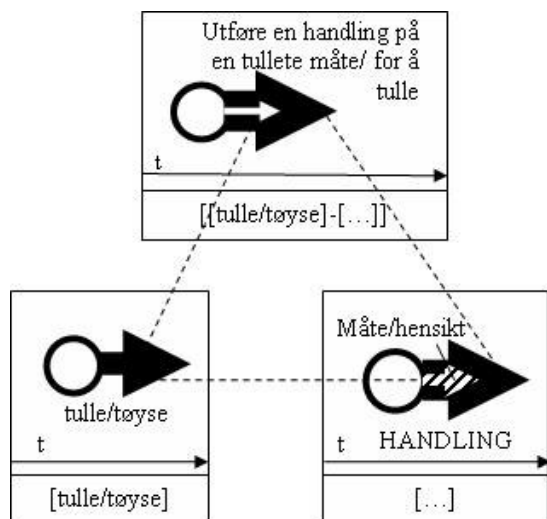 Utføre en handling på
en tullete måte/ for å
tulle
t
[[tulle/tøyse]-[...]]
tulle/tøyse
t
[tulle/tøyse]
Måte/hensikt
t HANDLING
[...]